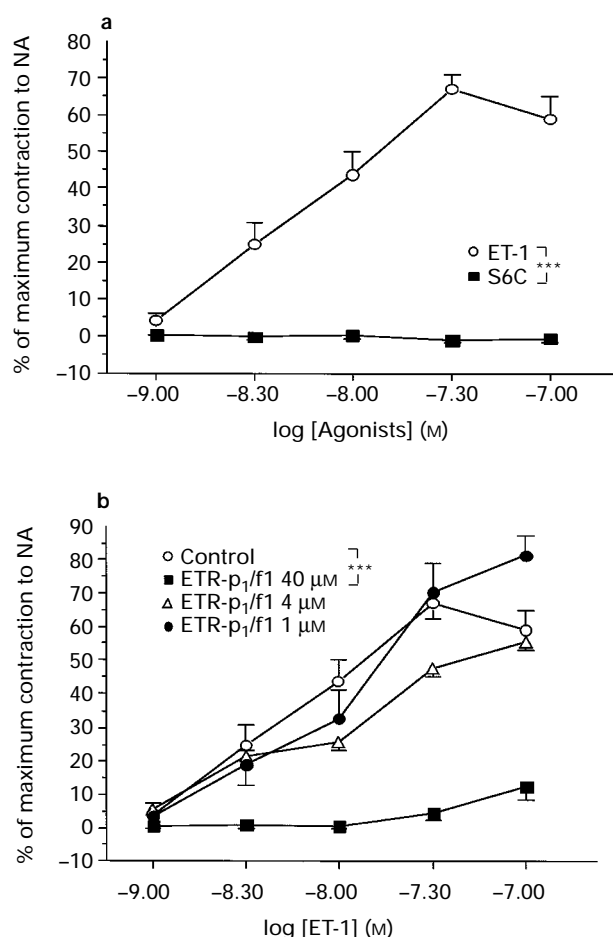 a
% of maximum contraction to NA
80
70
60
50
40
30
20
10
0
–10
ET-1
***
S6C
–9.00 –8.30 –8.00 –7.30 –7.00
log [Agonists] (M)
b
% of maximum contraction to NA
90
80
70
60
50
40
30
20
10
0
–10
Control
***
ETR-p₁/f1 40 μM
ETR-p₁/f1 4 μM
ETR-p₁/f1 1 μM
–9.00 –8.30 –8.00 –7.30 –7.00
log [ET-1] (M)